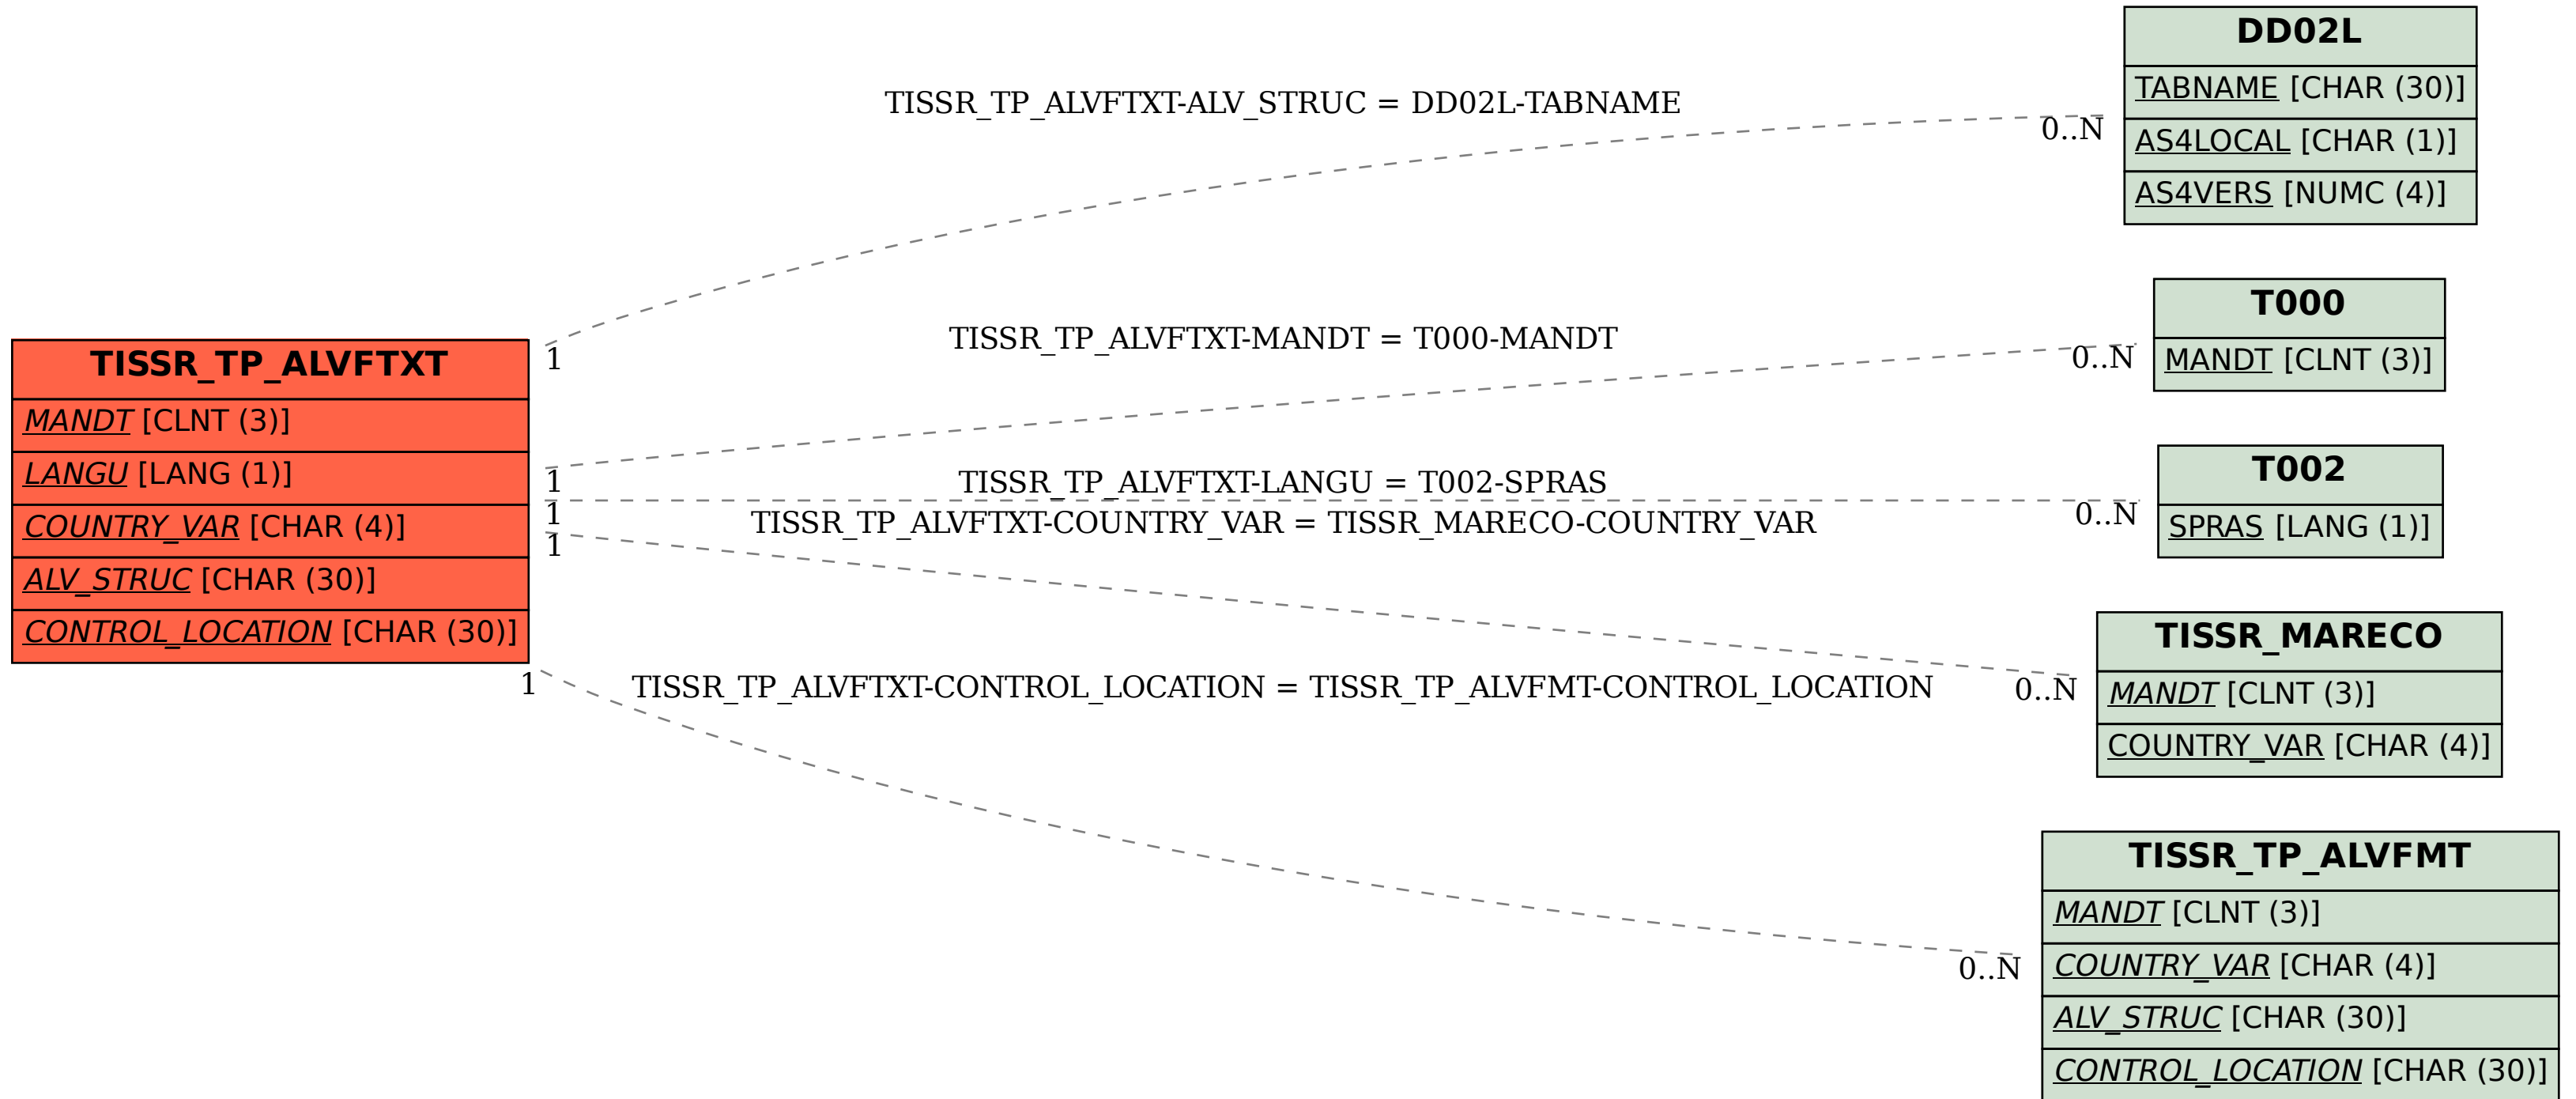 DD02L
TABNAME [CHAR (30)]
AS4LOCAL [CHAR (1)]
AS4VERS [NUMC (4)]
TISSR_TP_ALVFTXT-ALV_STRUC = DD02L-TABNAME
0..N
1
T000
MANDT [CLNT (3)]
TISSR_TP_ALVFTXT-MANDT = T000-MANDT
0..N
1
TISSR_TP_ALVFTXT
MANDT [CLNT (3)]
LANGU [LANG (1)]
COUNTRY_VAR [CHAR (4)]
ALV_STRUC [CHAR (30)]
CONTROL_LOCATION [CHAR (30)]
T002
SPRAS [LANG (1)]
TISSR_TP_ALVFTXT-LANGU = T002-SPRAS
0..N
1
TISSR_TP_ALVFTXT-COUNTRY_VAR = TISSR_MARECO-COUNTRY_VAR
1
0..N
TISSR_MARECO
MANDT [CLNT (3)]
COUNTRY_VAR [CHAR (4)]
TISSR_TP_ALVFTXT-CONTROL_LOCATION = TISSR_TP_ALVFMT-CONTROL_LOCATION
1
0..N
TISSR_TP_ALVFMT
MANDT [CLNT (3)]
COUNTRY_VAR [CHAR (4)]
ALV_STRUC [CHAR (30)]
CONTROL_LOCATION [CHAR (30)]